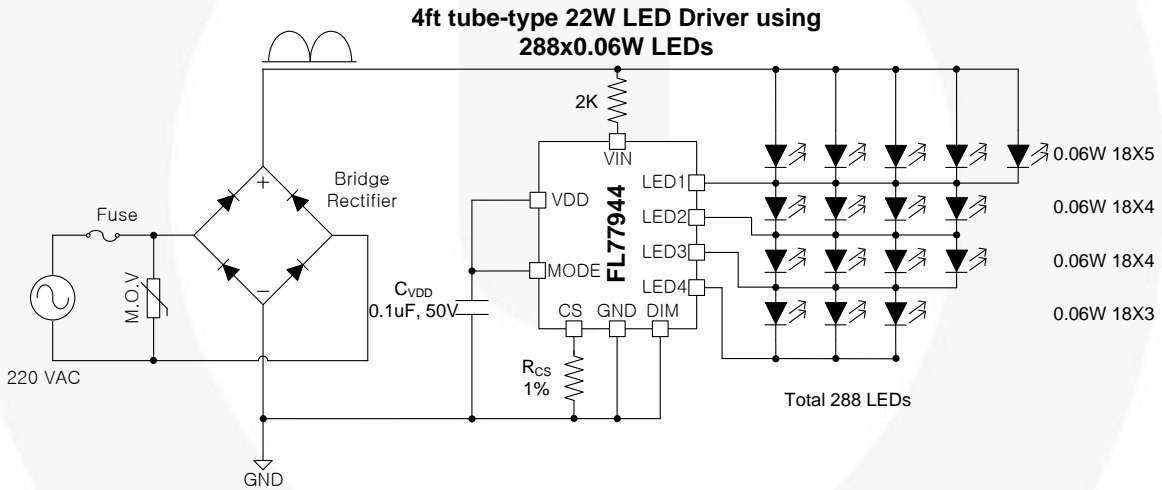 4ft tube-type 22W LED Driver using
288x0.06W LEDs
2K
VIN
LED1
LED2
LED3
LED4
VDD
MODE
FL77944
CS
GND
DIM
Bridge
Rectifier
+
−
Fuse
M.O.V
220 VAC
CVDD
0.1uF, 50V
RCS
1%
GND
0.06W 18X5
0.06W 18X4
0.06W 18X4
0.06W 18X3
Total 288 LEDs